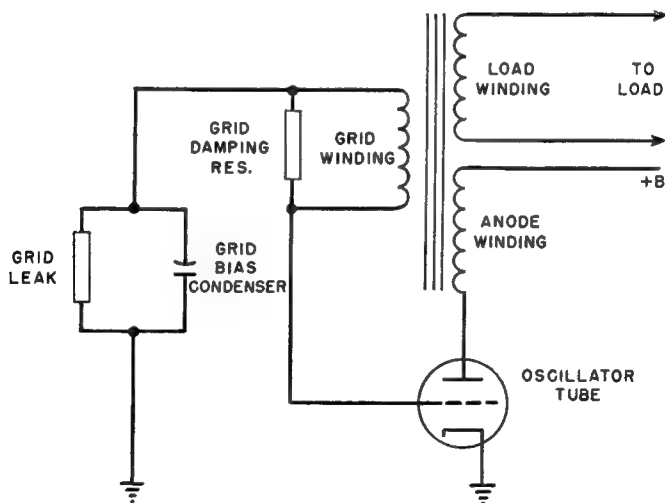 LOAD
WINDING
TO
LOAD
GRID
DAMPING
RES.
GRID
WINDING
+B
ANODE
WINDING
GRID
LEAK
GRID
BIAS
CONDENSER
OSCILLATOR
TUBE